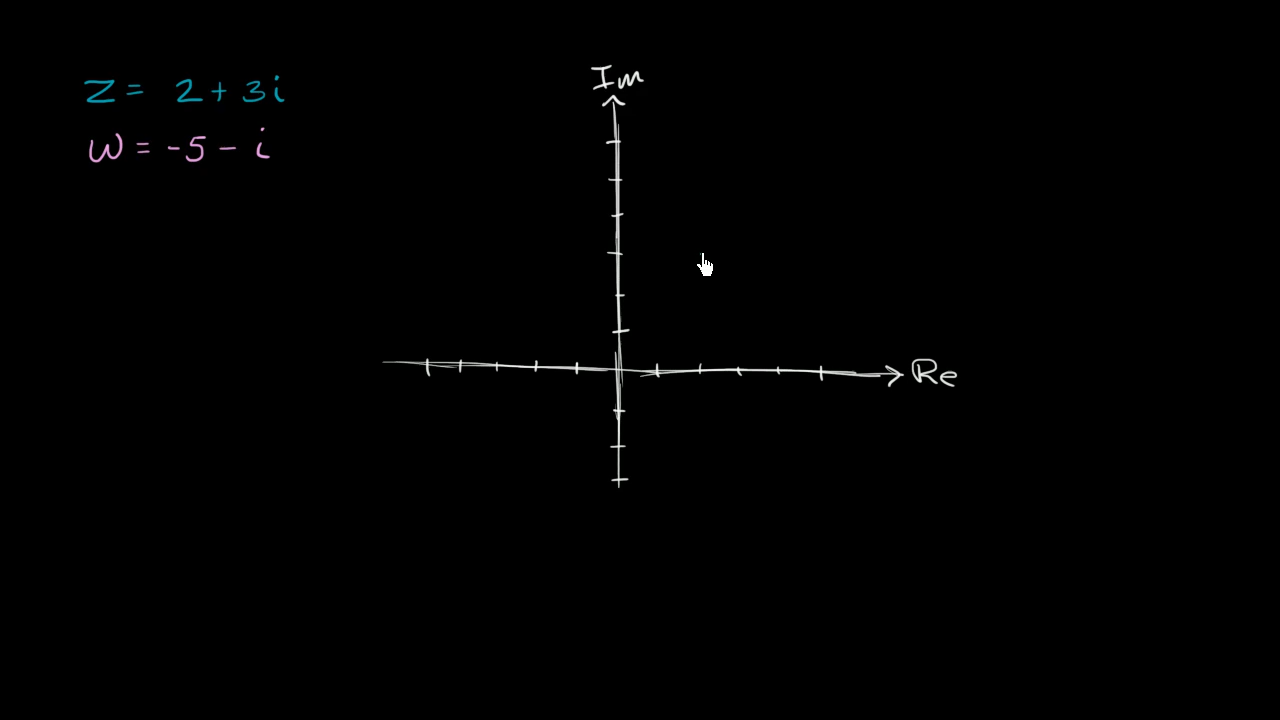 z = 2 + 3i
w = -5 - i
Im
Re